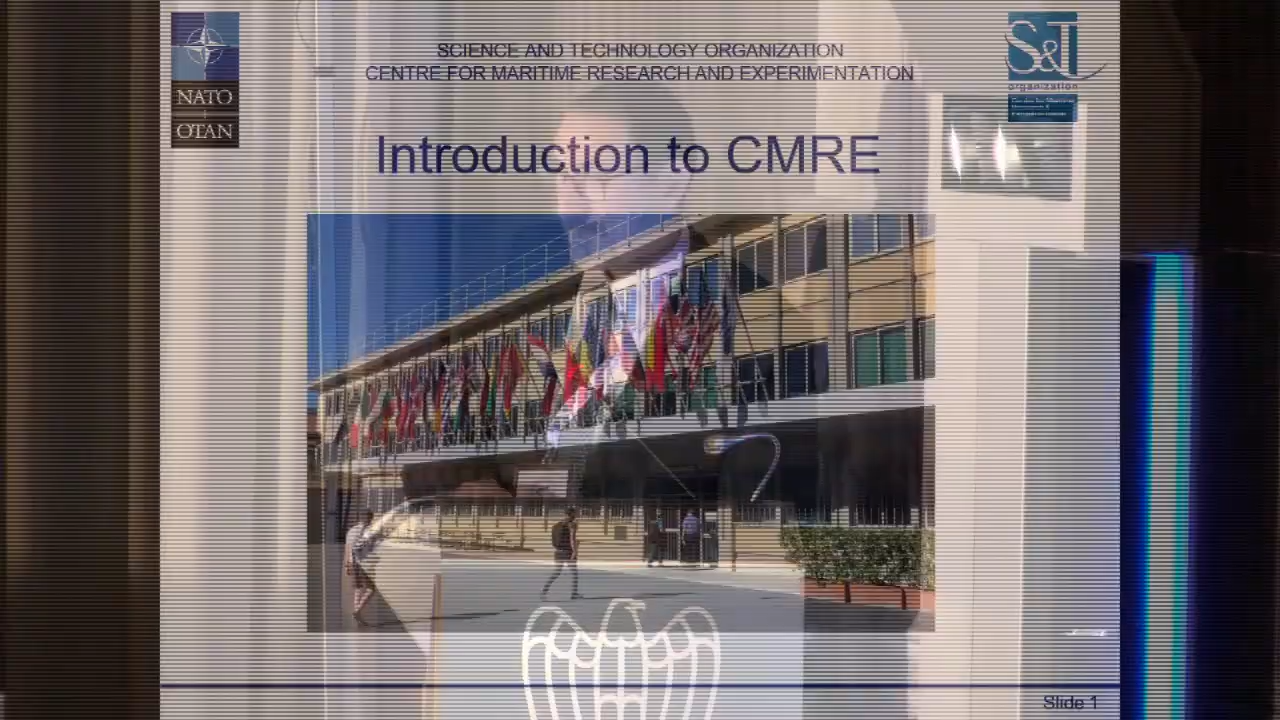 SCIENCE AND TECHNOLOGY ORGANIZATION
CENTRE FOR MARITIME RESEARCH AND EXPERIMENTATION
NATO
OTAN
S&T
organization
Introduction to CMRE
Slide 1